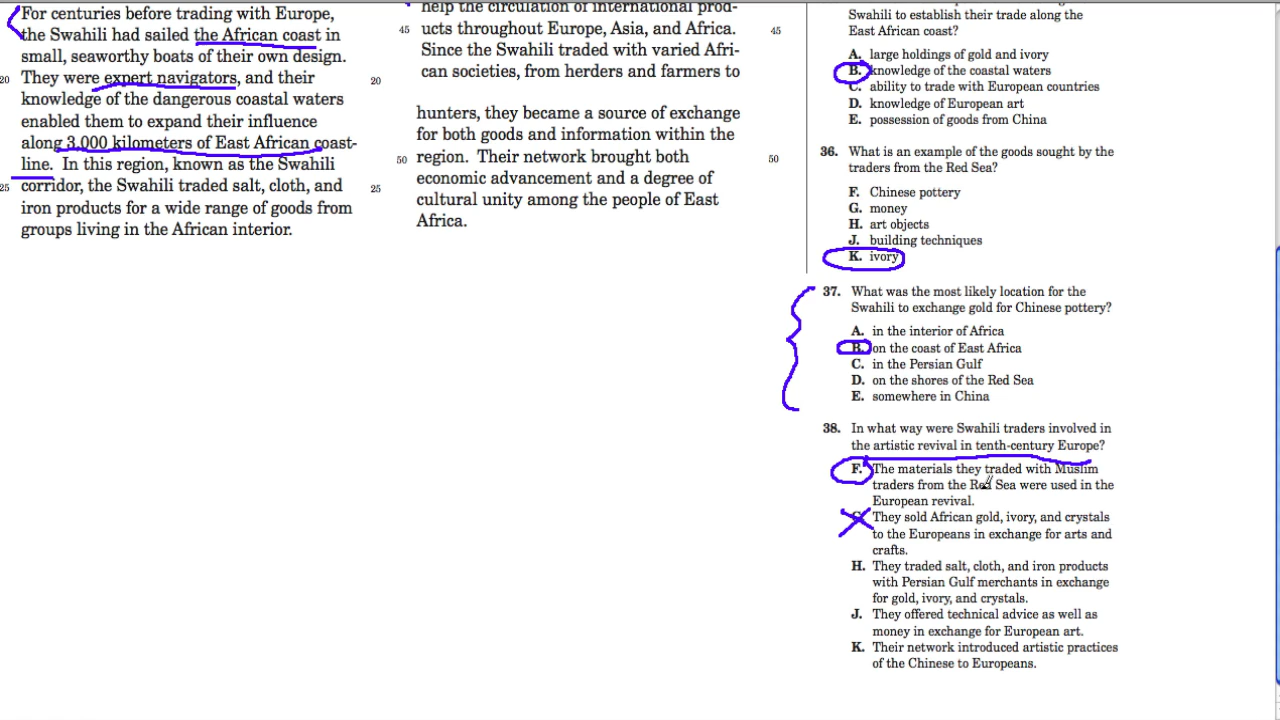 For centuries before trading with Europe,
the Swahili had sailed the African coast in
small, seaworthy boats of their own design.
20 They were expert navigators, and their
knowledge of the dangerous coastal waters
enabled them to expand their influence
along 3,000 kilometers of East African coast-
line. In this region, known as the Swahili
25 corridor, the Swahili traded salt, cloth, and
iron products for a wide range of goods from
groups living in the African interior.
20
25
help the circulation of international prod-
45 ucts throughout Europe, Asia, and Africa.
Since the Swahili traded with varied Afri-
can societies, from herders and farmers to
hunters, they became a source of exchange
for both goods and information within the
50 region. Their network brought both
economic advancement and a degree of
cultural unity among the people of East
Africa.
45
50
Swahili to establish their trade along the
East African coast?
A. large holdings of gold and ivory
B. knowledge of the coastal waters
C. ability to trade with European countries
D. knowledge of European art
E. possession of goods from China
36. What is an example of the goods sought by the
traders from the Red Sea?
F. Chinese pottery
G. money
H. art objects
J. building techniques
K. ivory
37. What was the most likely location for the
Swahili to exchange gold for Chinese pottery?
A. in the interior of Africa
B. on the coast of East Africa
C. in the Persian Gulf
D. on the shores of the Red Sea
E. somewhere in China
38. In what way were Swahili traders involved in
the artistic revival in tenth-century Europe?
F. The materials they traded with Muslim
traders from the Red Sea were used in the
European revival.
They sold African gold, ivory, and crystals
to the Europeans in exchange for arts and
crafts.
H. They traded salt, cloth, and iron products
with Persian Gulf merchants in exchange
for gold, ivory, and crystals.
J. They offered technical advice as well as
money in exchange for European art.
K. Their network introduced artistic practices
of the Chinese to Europeans.